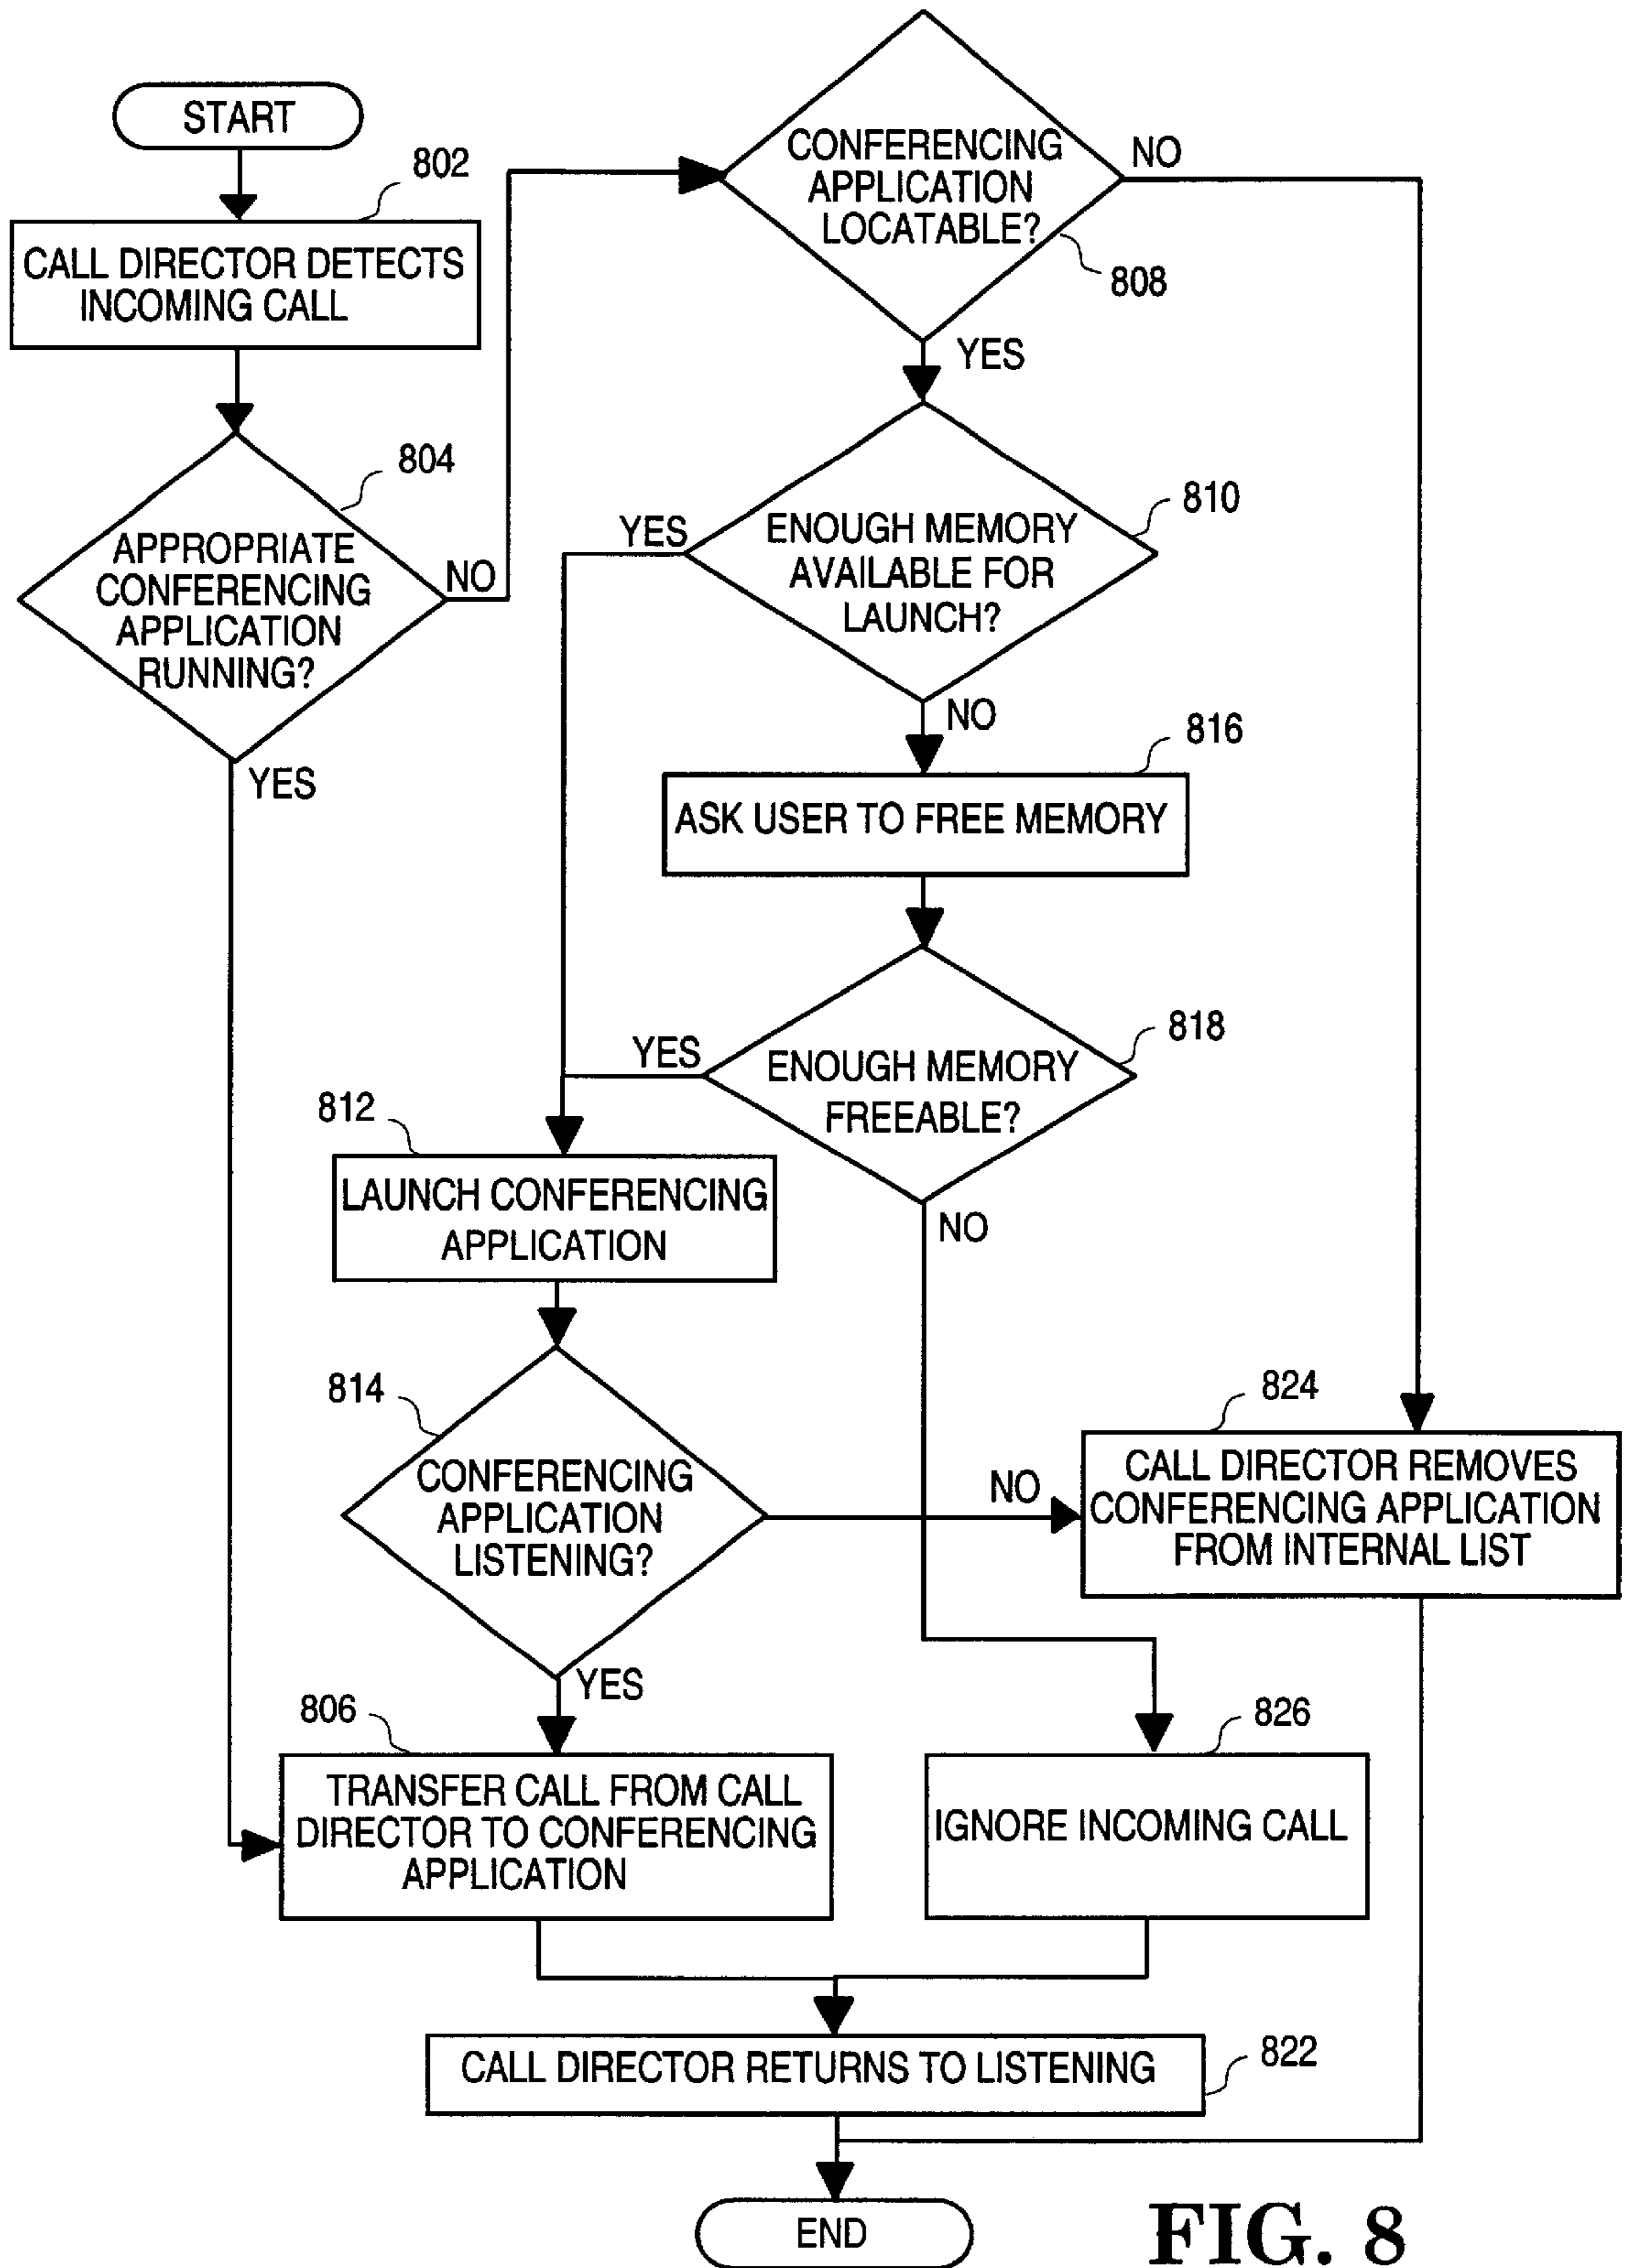 START
802
CALL DIRECTOR DETECTS
INCOMING CALL
804
APPROPRIATE
CONFERENCING
APPLICATION
RUNNING?
NO
YES
CONFERENCING
APPLICATION
LOCATABLE?
NO
808
YES
810
ENOUGH MEMORY
AVAILABLE FOR
LAUNCH?
YES
NO
816
ASK USER TO FREE MEMORY
818
ENOUGH MEMORY
FREEABLE?
YES
NO
812
LAUNCH CONFERENCING
APPLICATION
814
CONFERENCING
APPLICATION
LISTENING?
NO
YES
824
CALL DIRECTOR REMOVES
CONFERENCING APPLICATION
FROM INTERNAL LIST
806
TRANSFER CALL FROM CALL
DIRECTOR TO CONFERENCING
APPLICATION
826
IGNORE INCOMING CALL
CALL DIRECTOR RETURNS TO LISTENING
822
END
FIG. 8